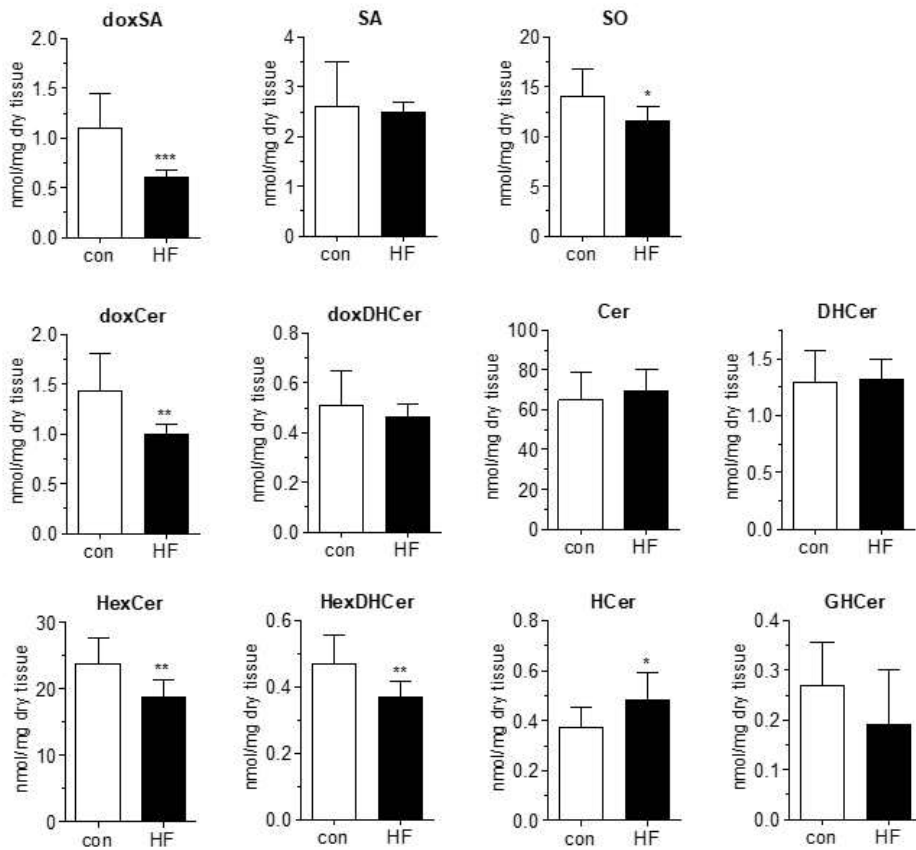 doxSA
nmol/mg dry tissue
2.0
1.5
1.0
0.5
0.0
***
con HF
SA
nmol/mg dry tissue
4
3
2
1
0
con HF
SO
nmol/mg dry tissue
20
15
10
5
0
*
con HF
doxCer
nmol/mg dry tissue
2.0
1.5
1.0
0.5
0.0
**
con HF
doxDHCer
nmol/mg dry tissue
0.8
0.6
0.4
0.2
0.0
con HF
Cer
nmol/mg dry tissue
100
80
60
40
20
0
con HF
DHCer
nmol/mg dry tissue
1.5
1.0
0.5
0.0
con HF
HexCer
nmol/mg dry tissue
30
20
10
0
**
con HF
HexDHCer
nmol/mg dry tissue
0.6
0.4
0.2
0.0
**
con HF
HCer
nmol/mg dry tissue
0.8
0.6
0.4
0.2
0.0
*
con HF
GHCer
nmol/mg dry tissue
0.4
0.3
0.2
0.1
0.0
con HF